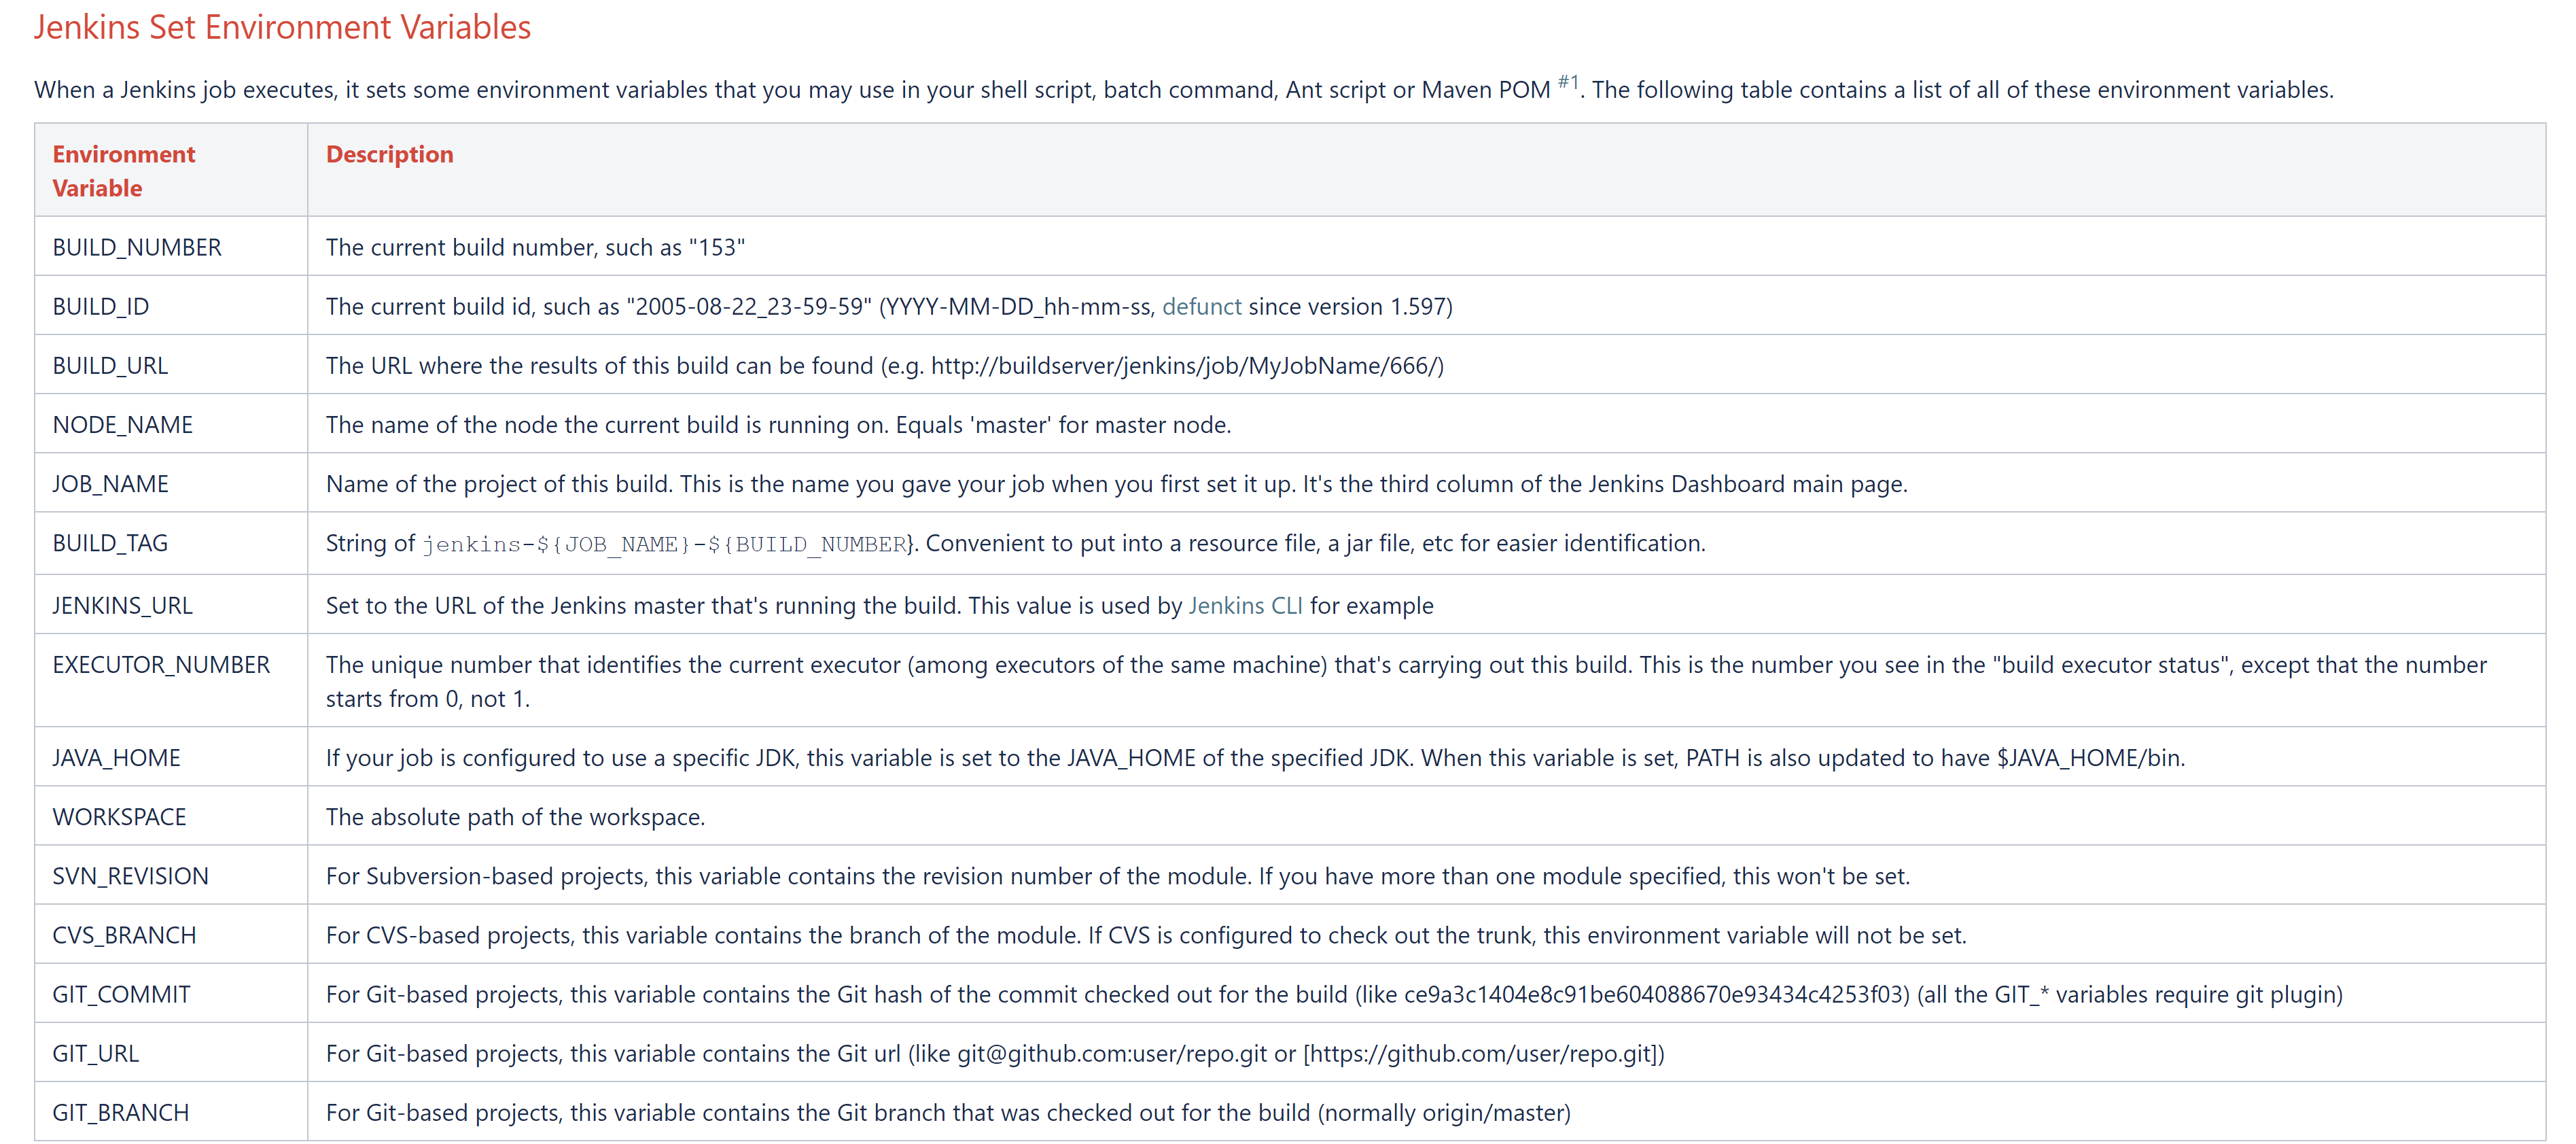 Jenkins Set Environment Variables
When a Jenkins job executes, it sets some environment variables that you may use in your shell script, batch command, Ant script or Maven POM #1. The following table contains a list of all of these environment variables.
Environment
Variable
Description
BUILD_NUMBER
The current build number, such as "153"
BUILD_ID
The current build id, such as "2005-08-22_23-59-59" (YYYY-MM-DD_hh-mm-ss, defunct since version 1.597)
BUILD_URL
The URL where the results of this build can be found (e.g. http://buildserver/jenkins/job/MyJobName/666/)
NODE_NAME
The name of the node the current build is running on. Equals 'master' for master node.
JOB_NAME
Name of the project of this build. This is the name you gave your job when you first set it up. It's the third column of the Jenkins Dashboard main page.
BUILD_TAG
String of jenkins-${JOB_NAME}-${BUILD_NUMBER}. Convenient to put into a resource file, a jar file, etc for easier identification.
JENKINS_URL
Set to the URL of the Jenkins master that's running the build. This value is used by Jenkins CLI for example
EXECUTOR_NUMBER
The unique number that identifies the current executor (among executors of the same machine) that's carrying out this build. This is the number you see in the "build executor status", except that the number
starts from 0, not 1.
JAVA_HOME
If your job is configured to use a specific JDK, this variable is set to the JAVA_HOME of the specified JDK. When this variable is set, PATH is also updated to have $JAVA_HOME/bin.
WORKSPACE
The absolute path of the workspace.
SVN_REVISION
For Subversion-based projects, this variable contains the revision number of the module. If you have more than one module specified, this won't be set.
CVS_BRANCH
For CVS-based projects, this variable contains the branch of the module. If CVS is configured to check out the trunk, this environment variable will not be set.
GIT_COMMIT
For Git-based projects, this variable contains the Git hash of the commit checked out for the build (like ce9a3c1404e8c91be604088670e93434c4253f03) (all the GIT_* variables require git plugin)
GIT_URL
For Git-based projects, this variable contains the Git url (like git@github.com:user/repo.git or [https://github.com/user/repo.git])
GIT_BRANCH
For Git-based projects, this variable contains the Git branch that was checked out for the build (normally origin/master)